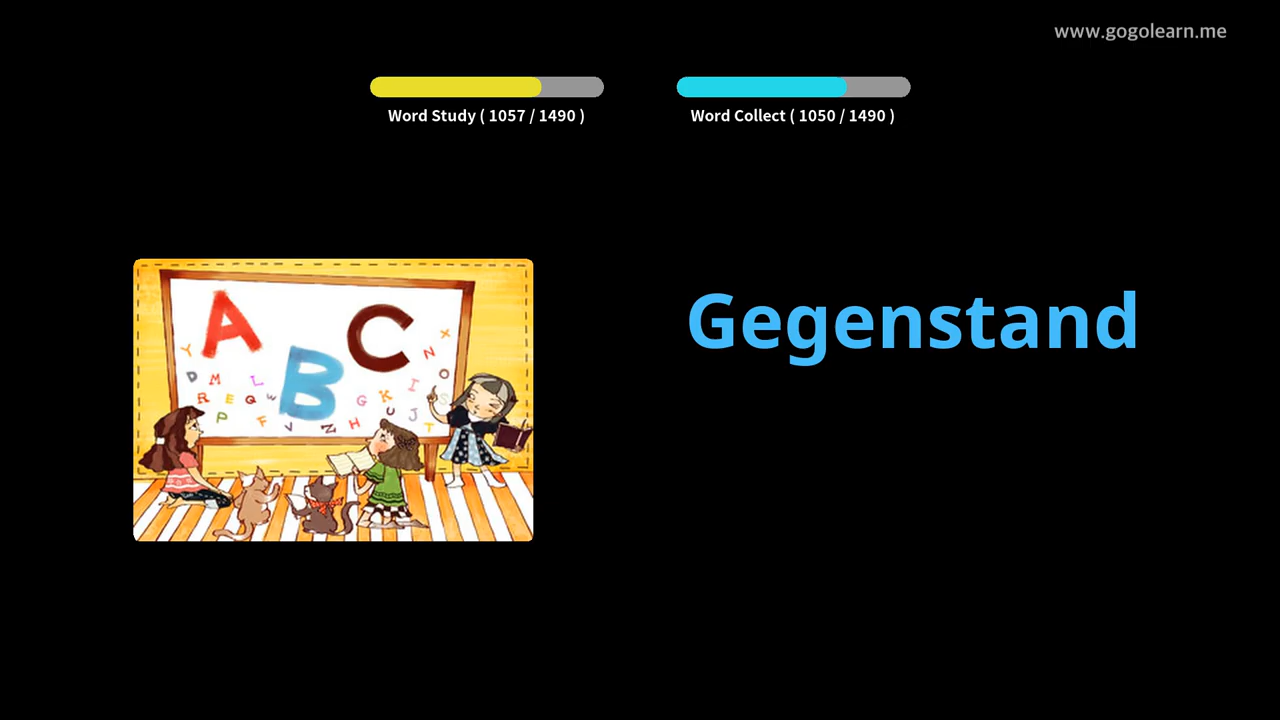 www.gogolearn.me
Word Study ( 1057 / 1490 )
Word Collect ( 1050 / 1490 )
Gegenstand
A
C
B
Y
X
N
D
M
L
O
I
R
E
Q
W
G
K
S
P
F
V
Z
H
U
J
T